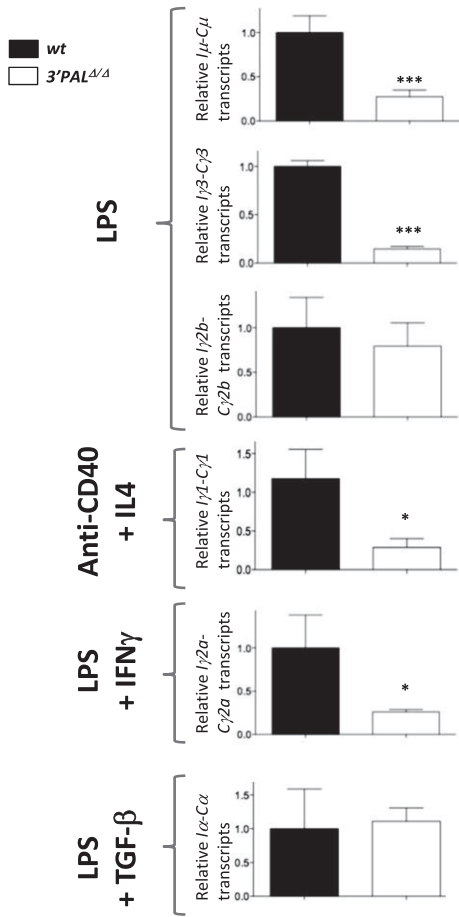 wt
3'PALΔ/Δ
LPS
Relative Iμ-Cμ
transcripts
1.0
0.5
0.0
***
Relative Iγ3-Cγ3
transcripts
1.0
0.5
0.0
***
Relative Iγ2b-
Cγ2b transcripts
1.0
0.5
0.0
Anti-CD40
+ IL4
Relative Iγ1-Cγ1
transcripts
1.5
1.0
0.5
0.0
*
LPS
+ IFNγ
Relative Iγ2a-
Cγ2a transcripts
1.0
0.5
0.0
*
LPS
+ TGF-β
Relative Iα-Cα
transcripts
1.5
1.0
0.5
0.0